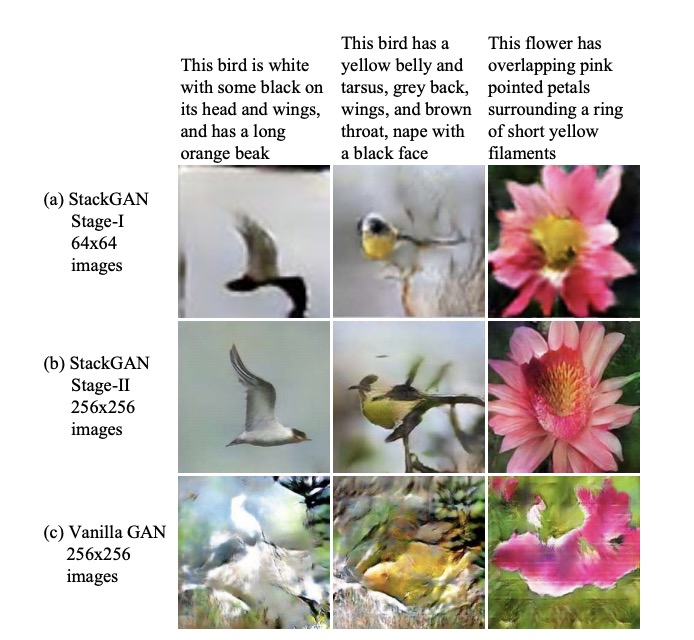 This bird is white
with some black on
its head and wings,
and has a long
orange beak
This bird has a
yellow belly and
tarsus, grey back,
wings, and brown
throat, nape with
a black face
This flower has
overlapping pink
pointed petals
surrounding a ring
of short yellow
filaments
(a) StackGAN
Stage-I
64x64
images
(b) StackGAN
Stage-II
256x256
images
(c) Vanilla GAN
256x256
images